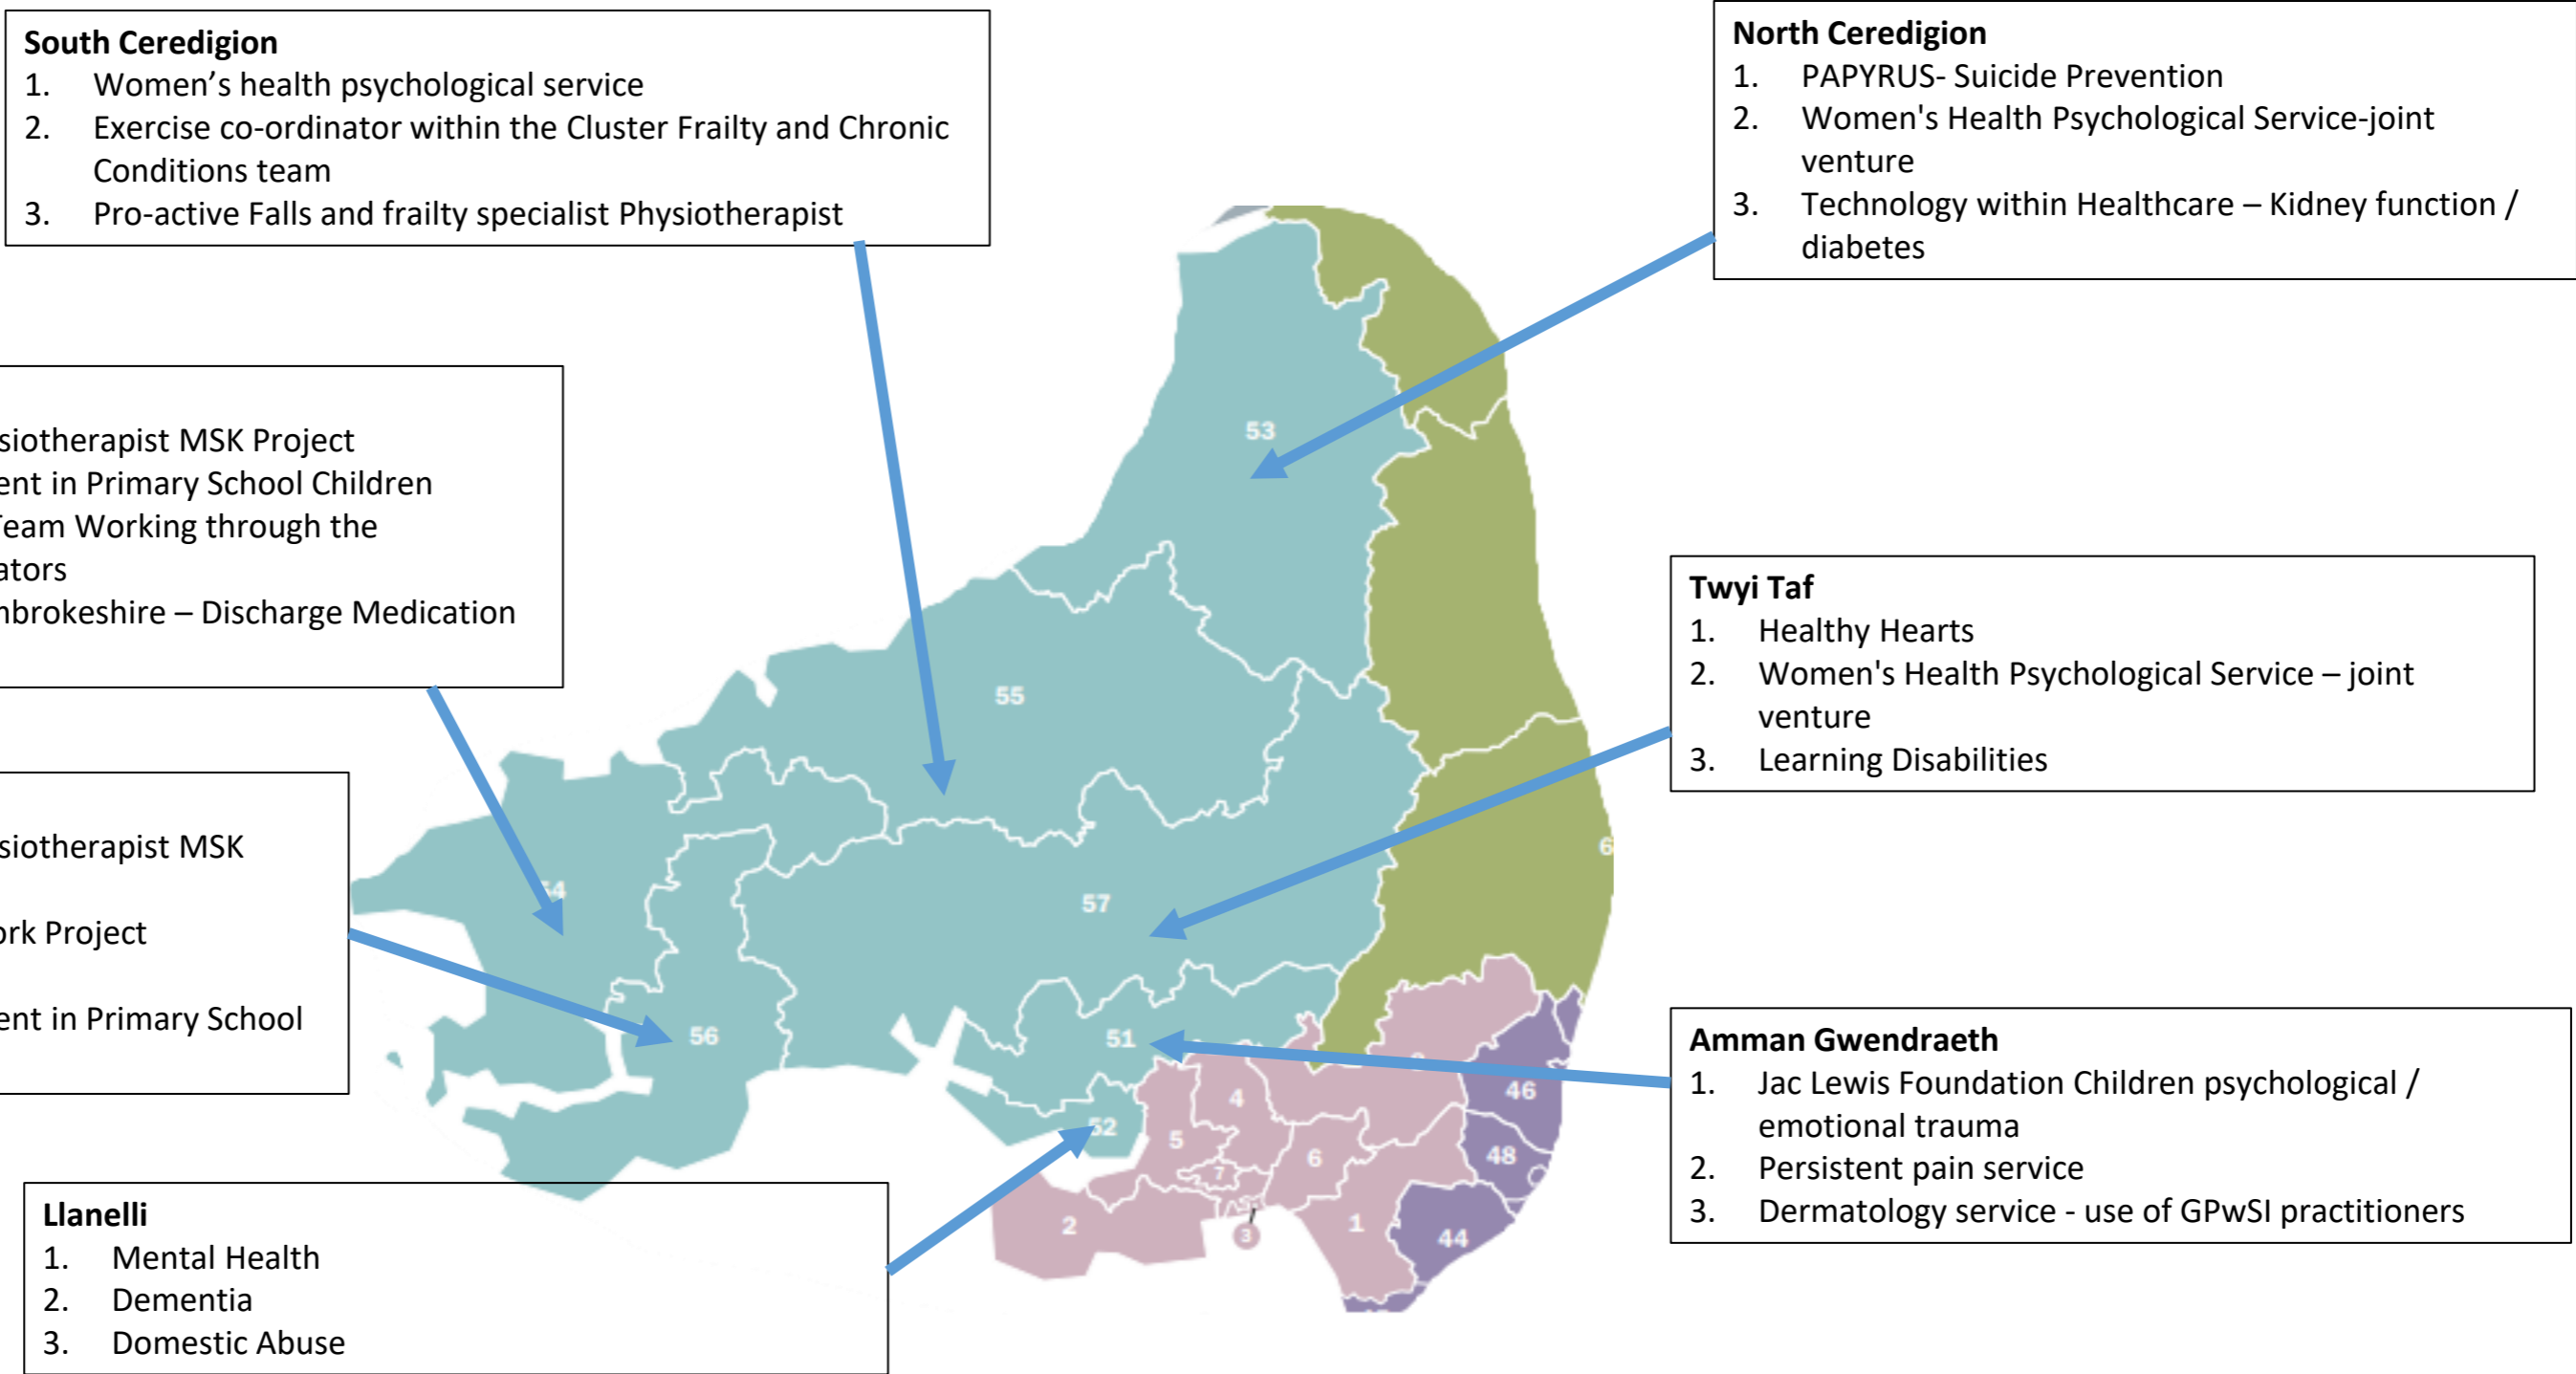 South Ceredigion
1. Women’s health psychological service
2. Exercise co-ordinator within the Cluster Frailty and Chronic
Conditions team
3. Pro-active Falls and frailty specialist Physiotherapist
North Ceredigion
1. PAPYRUS- Suicide Prevention
2. Women's Health Psychological Service-joint
venture
3. Technology within Healthcare – Kidney function /
diabetes
siotherapist MSK Project
ent in Primary School Children
Team Working through the
ators
nbrokeshire – Discharge Medication
siotherapist MSK
ork Project
ent in Primary School
Twyi Taf
1. Healthy Hearts
2. Women's Health Psychological Service – joint
venture
3. Learning Disabilities
Amman Gwendraeth
1. Jac Lewis Foundation Children psychological /
emotional trauma
2. Persistent pain service
3. Dermatology service - use of GPwSI practitioners
Llanelli
1. Mental Health
2. Dementia
3. Domestic Abuse
53
55
54
57
56
51
52
4
5
6
7
2
3
1
46
48
44
6